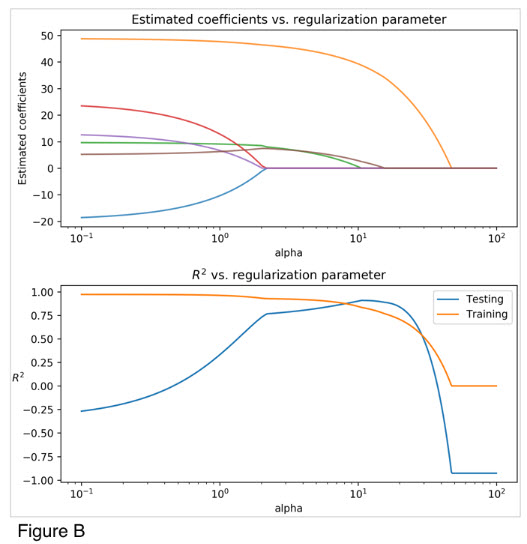 Estimated coefficients vs. regularization parameter
50
40
30
20
10
0
−10
−20
Estimated coefficients
10⁻¹ 10⁰ 10¹ 10²
alpha
R² vs. regularization parameter
1.00
0.75
0.50
0.25
0.00
−0.25
−0.50
−0.75
−1.00
R²
Testing
Training
10⁻¹ 10⁰ 10¹ 10²
alpha
Figure B